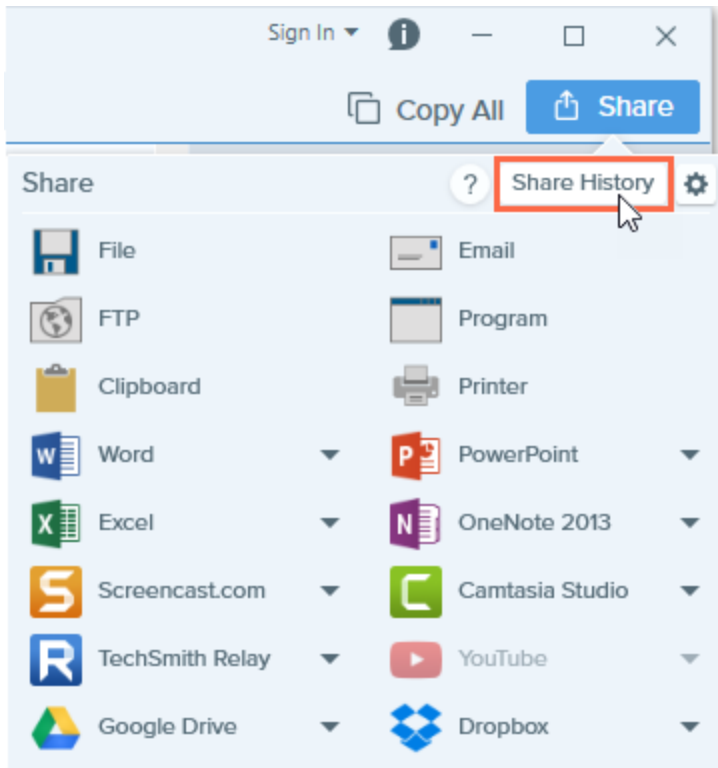 Sign In
Copy All Share
Share ? Share History
File Email
FTP Program
Clipboard Printer
Word PowerPoint
Excel OneNote 2013
Screencast.com Camtasia Studio
TechSmith Relay YouTube
Google Drive Dropbox